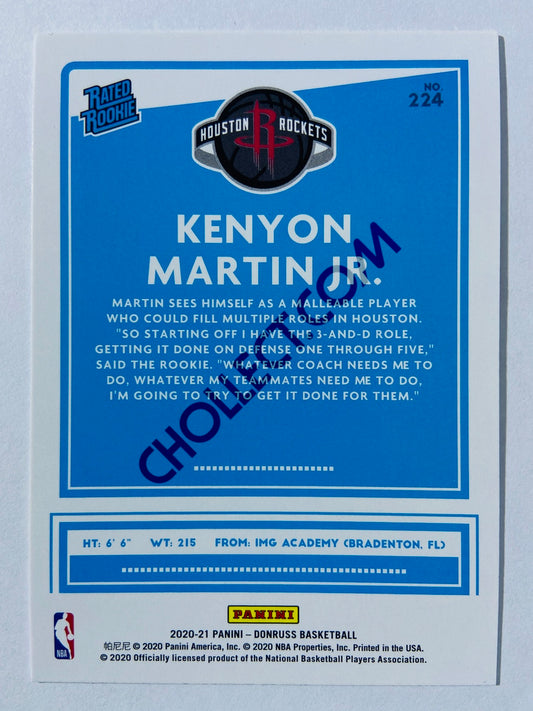 RATED
ROOKIE
HOUSTON R ROCKETS
NO.
224
KENYON
MARTIN JR.
MARTIN SEES HIMSELF AS A MALLEABLE PLAYER
WHO COULD FILL MULTIPLE ROLES IN HOUSTON.
"SO STARTING OFF I HAVE THE 3-AND-D ROLE,
GETTING IT DONE ON DEFENSE ONE THROUGH FIVE,"
SAID THE ROOKIE. "WHATEVER COACH NEEDS ME TO
DO, WHATEVER MY TEAMMATES NEED ME TO DO,
I'M GOING TO TRY TO GET IT DONE FOR THEM."
CHOLLECT.COM
HT: 6' 6" WT: 215 FROM: IMG ACADEMY (BRADENTON, FL)
PANINI
2020-21 PANINI – DONRUSS BASKETBALL
帕尼尼 © 2020 Panini America, Inc. © 2020 NBA Properties, Inc. Printed in the USA.
© 2020 Officially licensed product of the National Basketball Players Association.
NBA